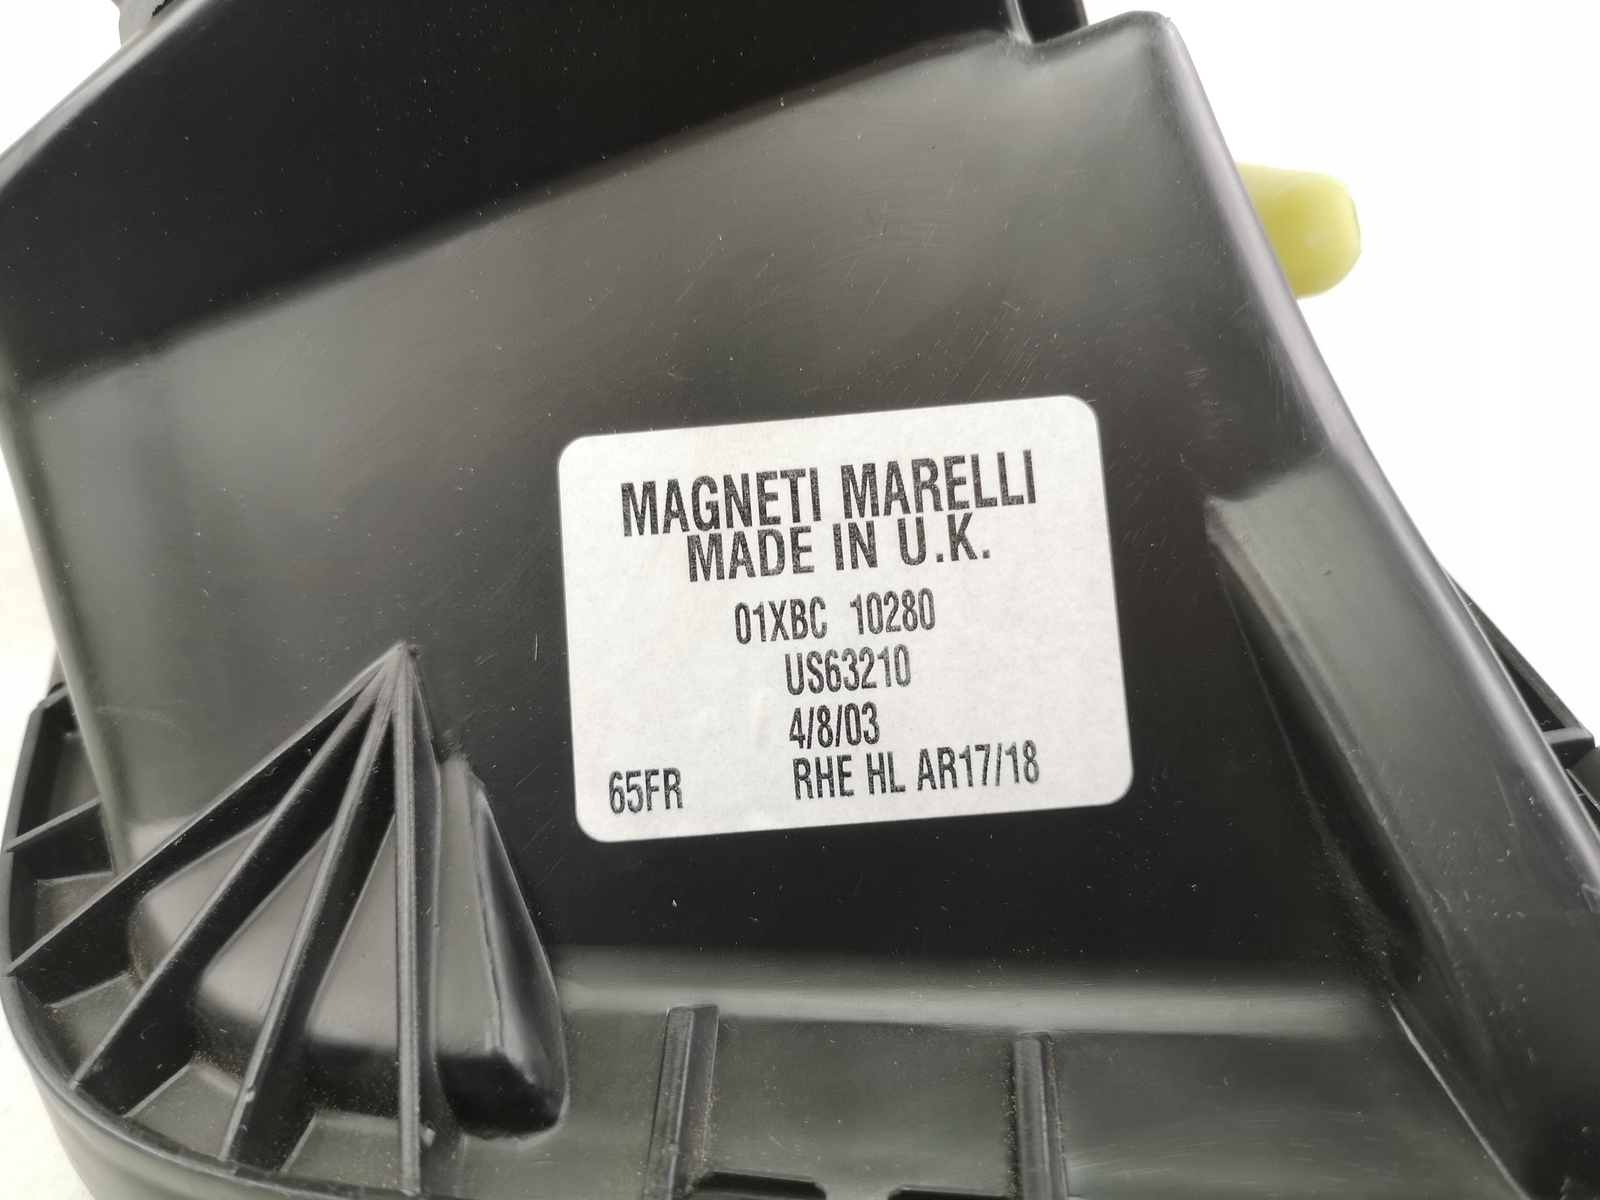 MAGNETI MARELLI
MADE IN U.K.
01XBC 10280
US63210
4/8/03
65FR RHE HL AR17/18